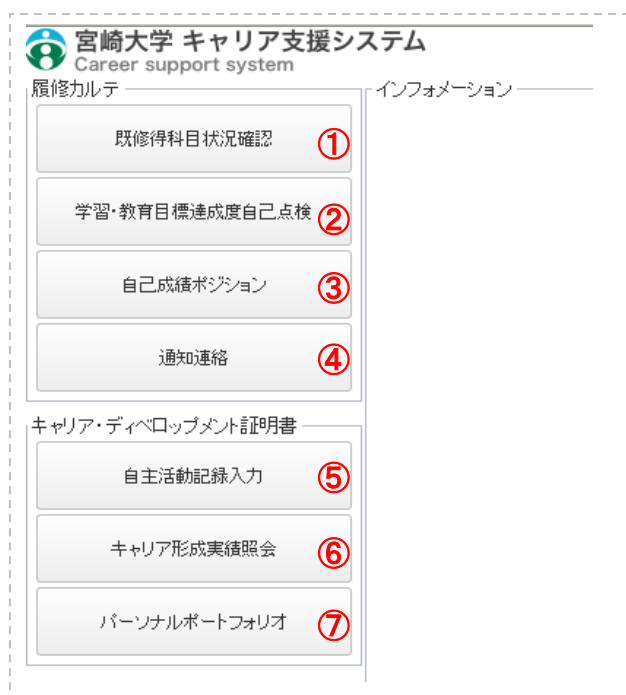 宮崎大学 キャリア支援システム
Career support system
履修カルテ
既修得科目状況確認 ①
学習・教育目標達成度自己点検 ②
自己成績ポジション ③
通知連絡 ④
キャリア・ディベロップメント証明書
自主活動記録入力 ⑤
キャリア形成実績照会 ⑥
パーソナルポートフォリオ ⑦
インフォメーション